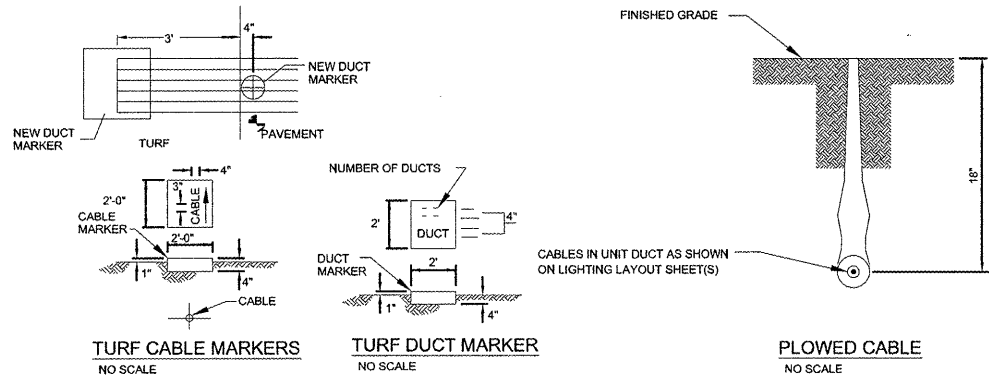 3'
4"
NEW DUCT
MARKER
NEW DUCT
MARKER
TURF
PAVEMENT
4"
3"
CABLE
2'-0"
CABLE
MARKER
2'-0"
1"
4"
CABLE
TURF CABLE MARKERS
NO SCALE
NUMBER OF DUCTS
2'
DUCT
4"
DUCT
MARKER
2'
1"
4"
TURF DUCT MARKER
NO SCALE
FINISHED GRADE
18"
CABLES IN UNIT DUCT AS SHOWN
ON LIGHTING LAYOUT SHEET(S)
PLOWED CABLE
NO SCALE